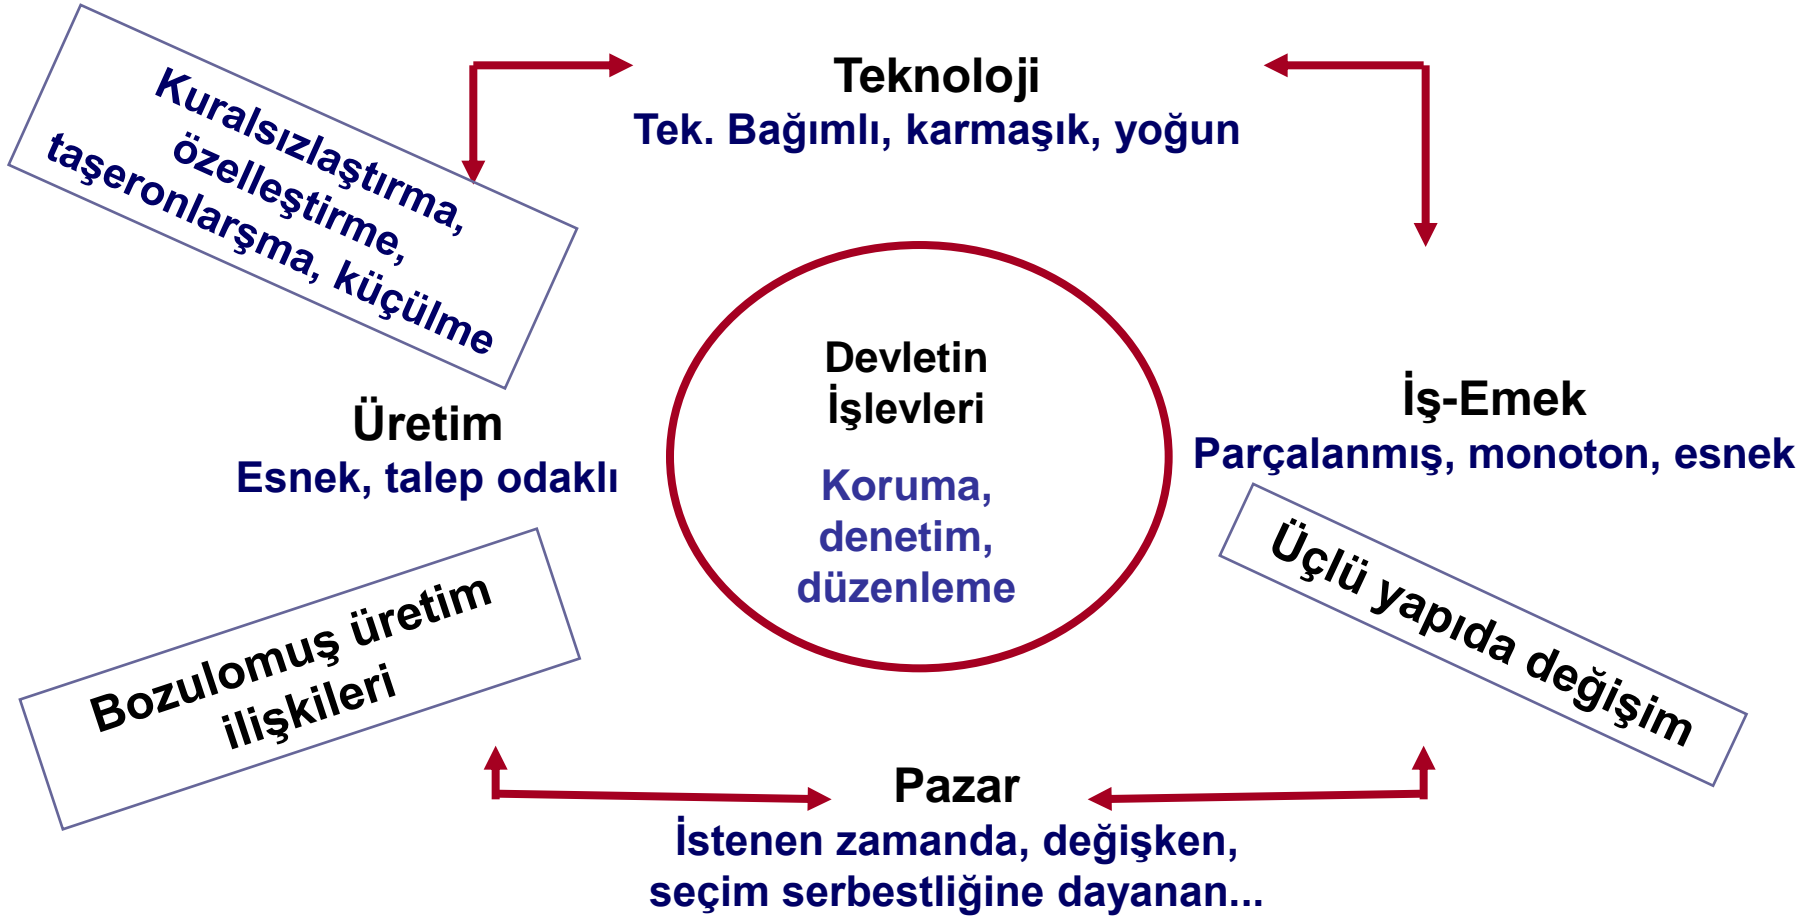 Kuralsızlaştırma,
özelleştirme,
taşeronlarşma, küçülme
Teknoloji
Tek. Bağımlı, karmaşık, yoğun
Devletin
İşlevleri
Koruma,
denetim,
düzenleme
Üretim
Esnek, talep odaklı
İş-Emek
Parçalanmış, monoton, esnek
Bozulomuş üretim
ilişkileri
Üçlü yapıda değişim
Pazar
İstenen zamanda, değişken,
seçim serbestliğine dayanan...